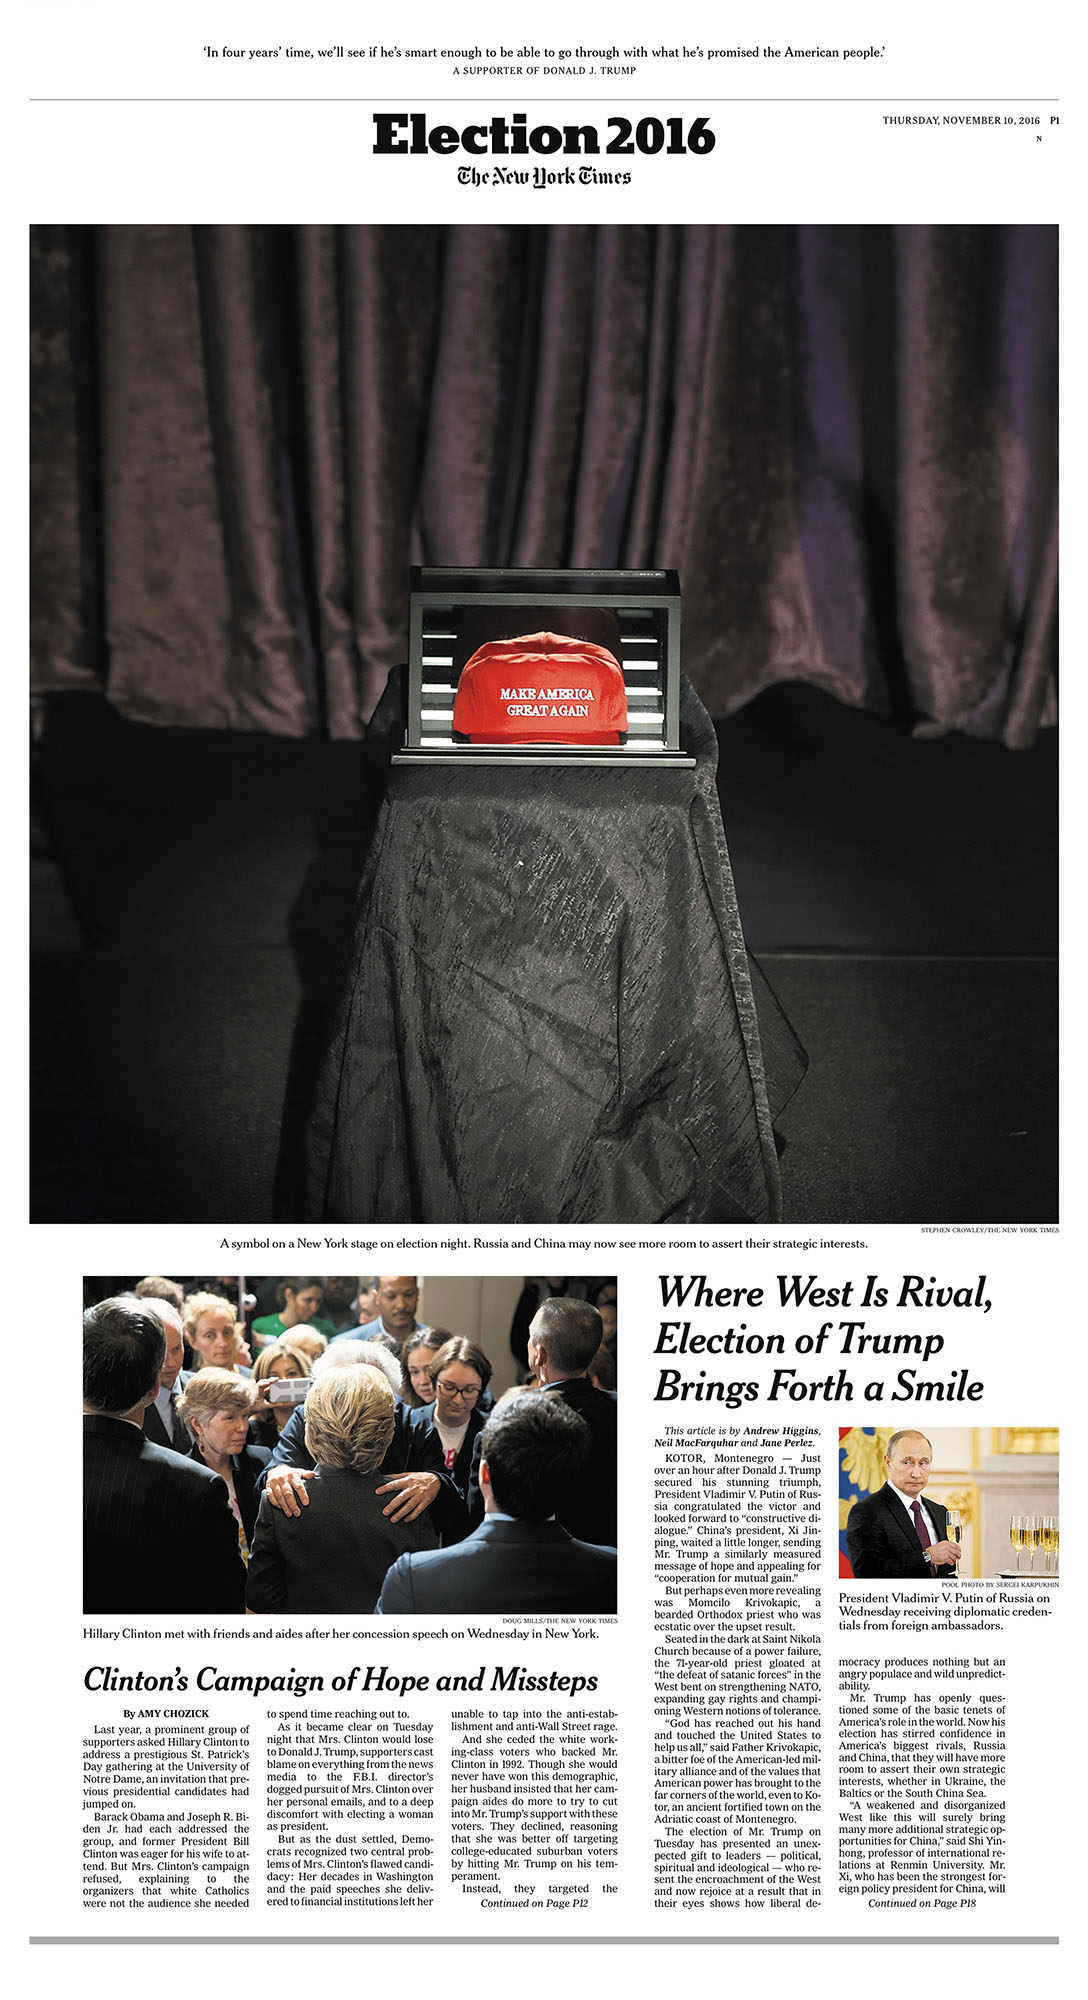 ‘In four years’ time, we’ll see if he’s smart enough to be able to go through with what he’s promised the American people.’
A SUPPORTER OF DONALD J. TRUMP
Election 2016
The New York Times
THURSDAY, NOVEMBER 10, 2016 P1
N
MAKE AMERICA
GREAT AGAIN
STEPHEN CROWLEY/THE NEW YORK TIMES
A symbol on a New York stage on election night. Russia and China may now see more room to assert their strategic interests.
DOUG MILLS/THE NEW YORK TIMES
Hillary Clinton met with friends and aides after her concession speech on Wednesday in New York.
Clinton’s Campaign of Hope and Missteps
By AMY CHOZICK
Last year, a prominent group of
supporters asked Hillary Clinton to
address a prestigious St. Patrick’s
Day gathering at the University of
Notre Dame, an invitation that pre-
vious presidential candidates had
jumped on.
Barack Obama and Joseph R. Bi-
den Jr. had each addressed the
group, and former President Bill
Clinton was eager for his wife to at-
tend. But Mrs. Clinton’s campaign
refused, explaining to the
organizers that white Catholics
were not the audience she needed
to spend time reaching out to.
As it became clear on Tuesday
night that Mrs. Clinton would lose
to Donald J. Trump, supporters cast
blame on everything from the news
media to the F.B.I. director’s
dogged pursuit of Mrs. Clinton over
her personal emails, and to a deep
discomfort with electing a woman
as president.
But as the dust settled, Demo-
crats recognized two central prob-
lems of Mrs. Clinton’s flawed candi-
dacy: Her decades in Washington
and the paid speeches she deliv-
ered to financial institutions left her
unable to tap into the anti-estab-
lishment and anti-Wall Street rage.
And she ceded the white work-
ing-class voters who backed Mr.
Clinton in 1992. Though she would
never have won this demographic,
her husband insisted that her cam-
paign aides do more to try to cut
into Mr. Trump’s support with these
voters. They declined, reasoning
that she was better off targeting
college-educated suburban voters
by hitting Mr. Trump on his tem-
perament.
Instead, they targeted the
Continued on Page P12
Where West Is Rival,
Election of Trump
Brings Forth a Smile
This article is by Andrew Higgins,
Neil MacFarquhar and Jane Perlez.
KOTOR, Montenegro — Just
over an hour after Donald J. Trump
secured his stunning triumph,
President Vladimir V. Putin of Rus-
sia congratulated the victor and
looked forward to “constructive di-
alogue.” China’s president, Xi Jin-
ping, waited a little longer, sending
Mr. Trump a similarly measured
message of hope and appealing for
“cooperation for mutual gain.”
But perhaps even more revealing
was Momcilo Krivokapic, a
bearded Orthodox priest who was
ecstatic over the upset result.
Seated in the dark at Saint Nikola
Church because of a power failure,
the 71-year-old priest gloated at
“the defeat of satanic forces” in the
West bent on strengthening NATO,
expanding gay rights and champi-
oning Western notions of tolerance.
“God has reached out his hand
and touched the United States to
help us all,” said Father Krivokapic,
a bitter foe of the American-led mil-
itary alliance and of the values that
American power has brought to the
far corners of the world, even to Ko-
tor, an ancient fortified town on the
Adriatic coast of Montenegro.
The election of Mr. Trump on
Tuesday has presented an unex-
pected gift to leaders — political,
spiritual and ideological — who re-
sent the encroachment of the West
and now rejoice at a result that in
their eyes shows how liberal de-
POOL PHOTO BY SERGEI KARPUKHIN
President Vladimir V. Putin of Russia on
Wednesday receiving diplomatic creden-
tials from foreign ambassadors.
mocracy produces nothing but an
angry populace and wild unpredict-
ability.
Mr. Trump has openly ques-
tioned some of the basic tenets of
America’s role in the world. Now his
election has stirred confidence in
America’s biggest rivals, Russia
and China, that they will have more
room to assert their own strategic
interests, whether in Ukraine, the
Baltics or the South China Sea.
“A weakened and disorganized
West like this will surely bring
many more additional strategic op-
portunities for China,” said Shi Yin-
hong, professor of international re-
lations at Renmin University. Mr.
Xi, who has been the strongest for-
eign policy president for China, will
Continued on Page P18